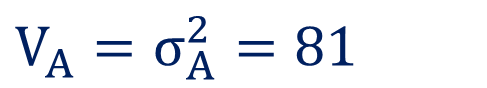 V_A = σ_A^2 = 81